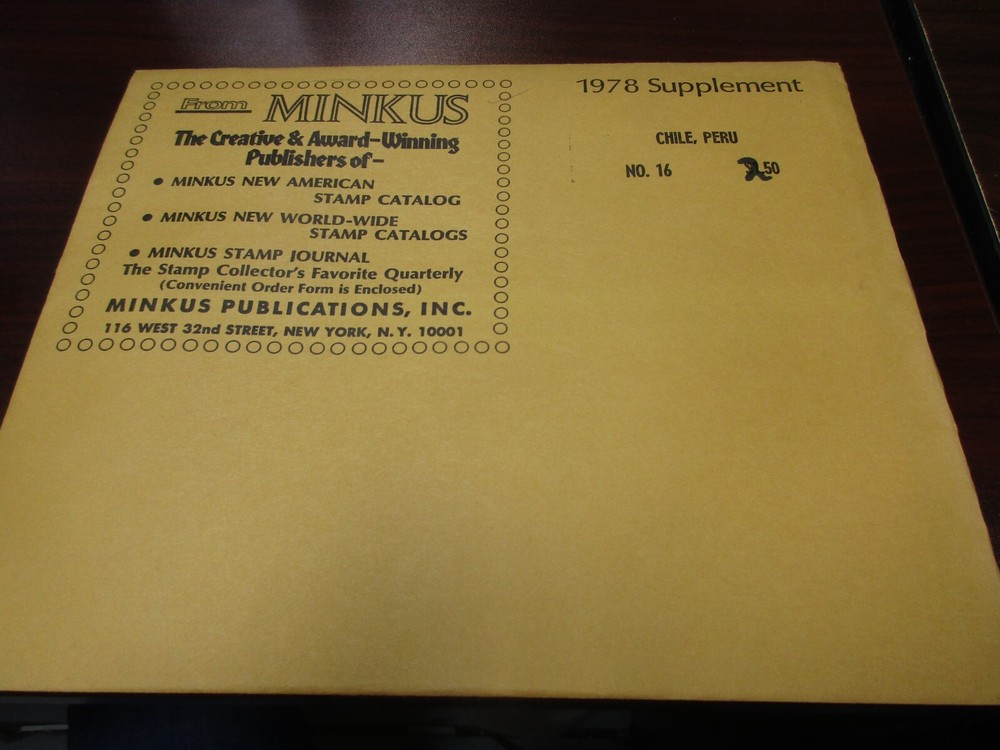 From MINKUS
The Creative & Award-Winning
Publishers of-
• MINKUS NEW AMERICAN
STAMP CATALOG
• MINKUS NEW WORLD-WIDE
STAMP CATALOGS
• MINKUS STAMP JOURNAL
The Stamp Collector's Favorite Quarterly
(Convenient Order Form is Enclosed)
MINKUS PUBLICATIONS, INC.
116 WEST 32nd STREET, NEW YORK, N.Y. 10001
1978 Supplement
CHILE, PERU
NO. 16 2.50